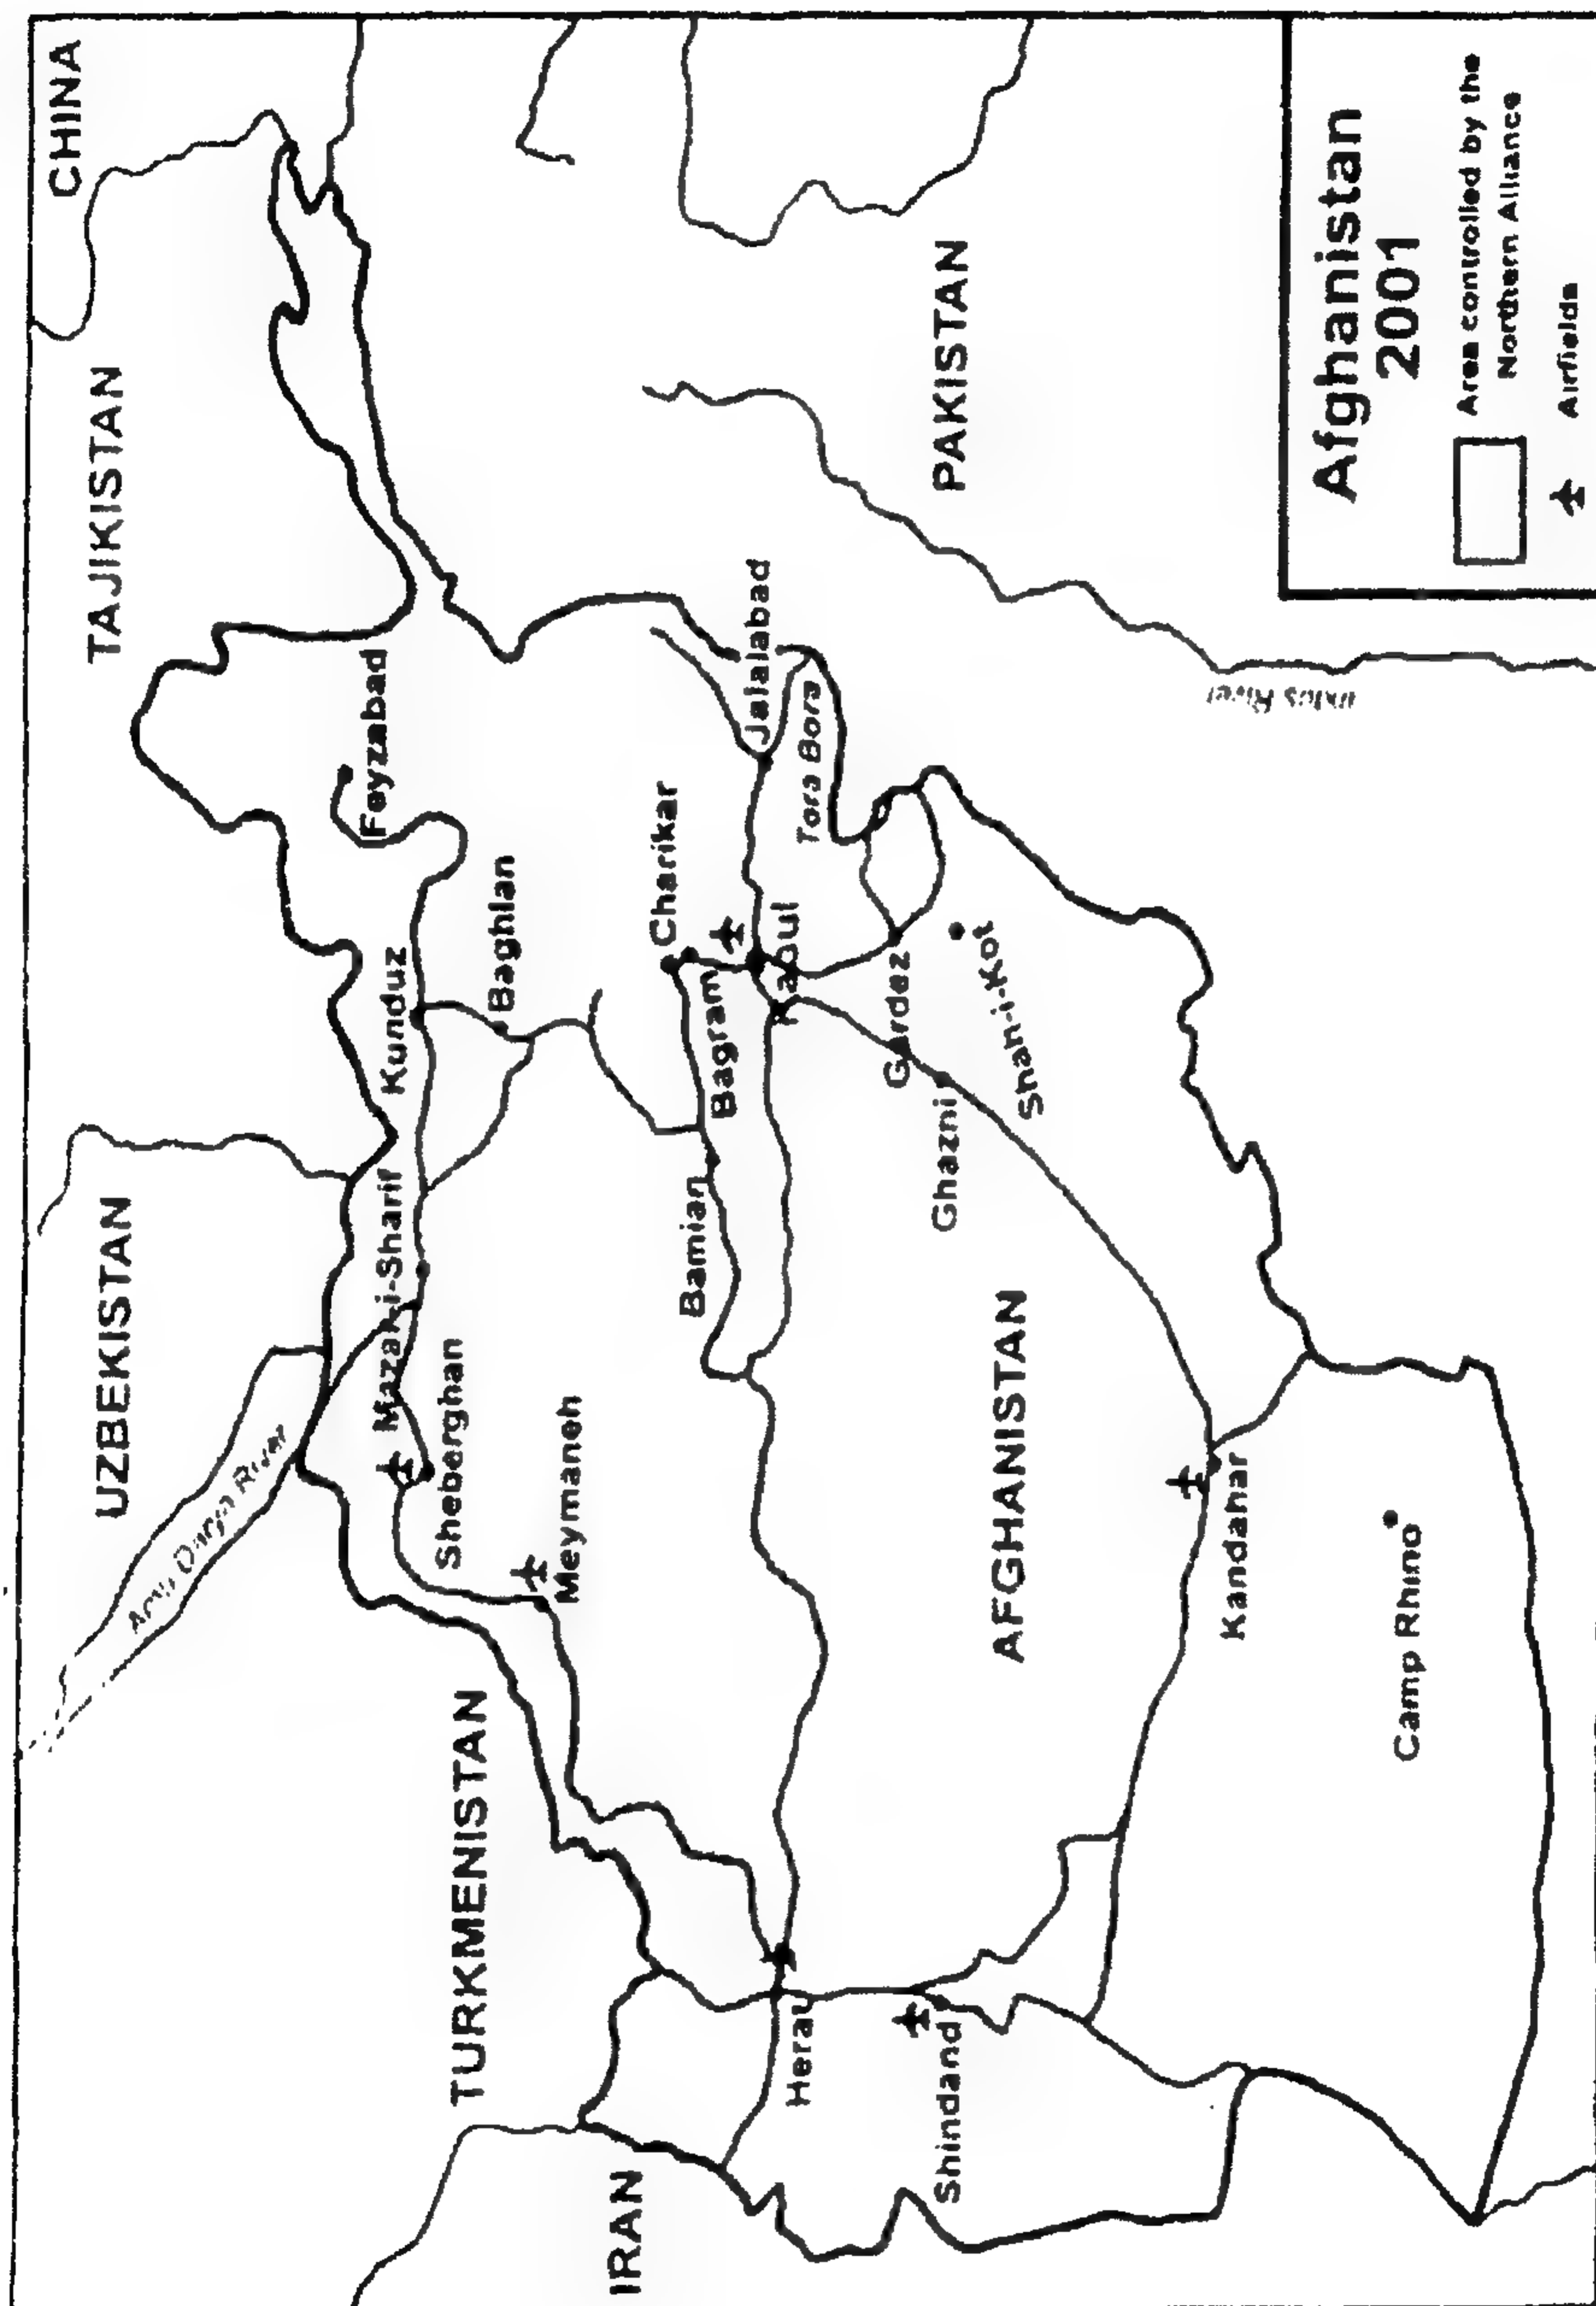 CHINA
TAJIKISTAN
UZBEKISTAN
Amu Darya River
TURKMENISTAN
IRAN
Feyzabad
Kunduz
Mazar-i-Sharif
Sheberghan
Baghlan
Meymaneh
Charikar
Bagram
Bamian
Jalalabad
Tora Bora
Kabul
Herat
Gardez
Ghazni
Shah-i-Kot
Shindand
PAKISTAN
AFGHANISTAN
Indus River
Kandahar
Camp Rhino
Afghanistan
2001
Area controlled by the
Northern Alliance
Airfields